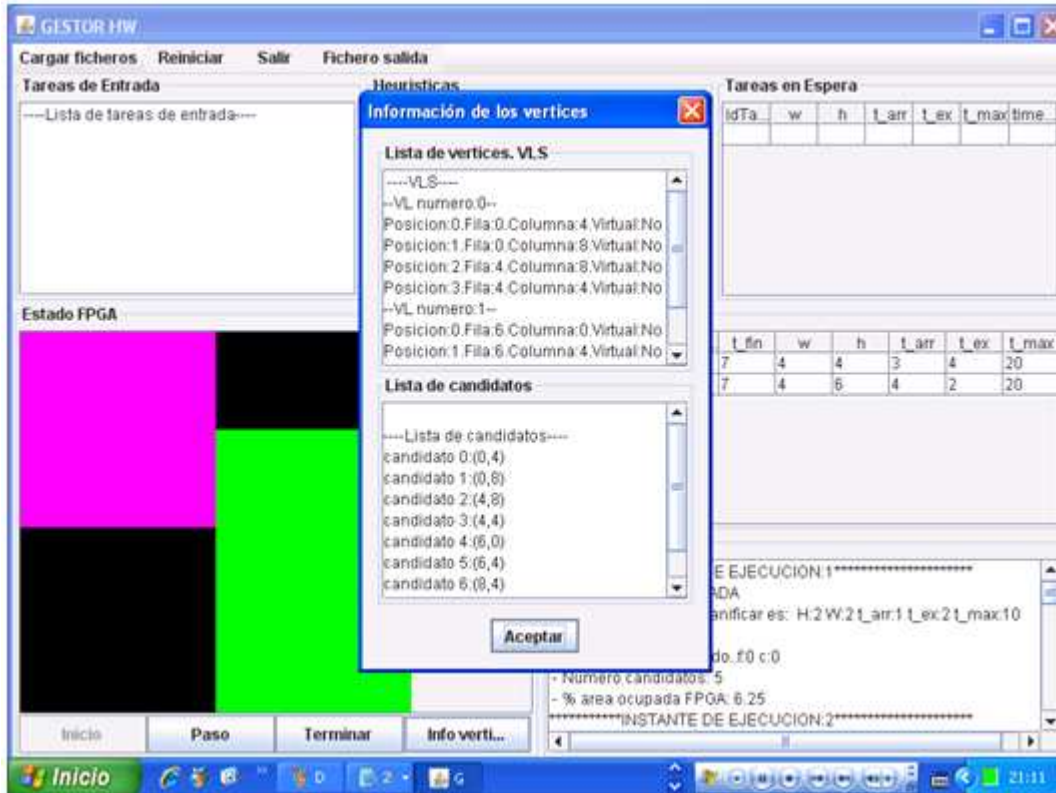 GESTOR HW
Cargar ficheros Reiniciar Salir Fichero salida
Tareas de Entrada
----Lista de tareas de entrada----
Heuristicas
Tareas en Espera
idTa... w h t_arr t_ex t_max time...
Información de los vertices
Lista de vertices. VLS
----VLS----
--VL numero:0--
Posicion:0.Fila:0.Columna:4.Virtual:No
Posicion:1.Fila:0.Columna:8.Virtual:No
Posicion:2.Fila:4.Columna:8.Virtual:No
Posicion:3.Fila:4.Columna:4.Virtual:No
--VL numero:1--
Posicion:0.Fila:6.Columna:0.Virtual:No
Posicion:1.Fila:6.Columna:4.Virtual:No
Lista de candidatos
----Lista de candidatos----
candidato 0:(0,4)
candidato 1:(0,8)
candidato 2:(4,8)
candidato 3:(4,4)
candidato 4:(6,0)
candidato 5:(6,4)
candidato 6:(8,4)
Aceptar
Estado FPGA
t_fin w h t_arr t_ex t_max
7 4 4 3 4 20
7 4 6 4 2 20
E EJECUCION:1**********************
ADA
anificar es: H:2 W:2 t_arr:1 t_ex:2 t_max:10
do..f:0 c:0
- Numero candidatos: 5
- % area ocupada FPGA: 6.25
***********INSTANTE DE EJECUCION:2**********************
Inicio Paso Terminar Info verti...
Inicio
D
2
G
21:11